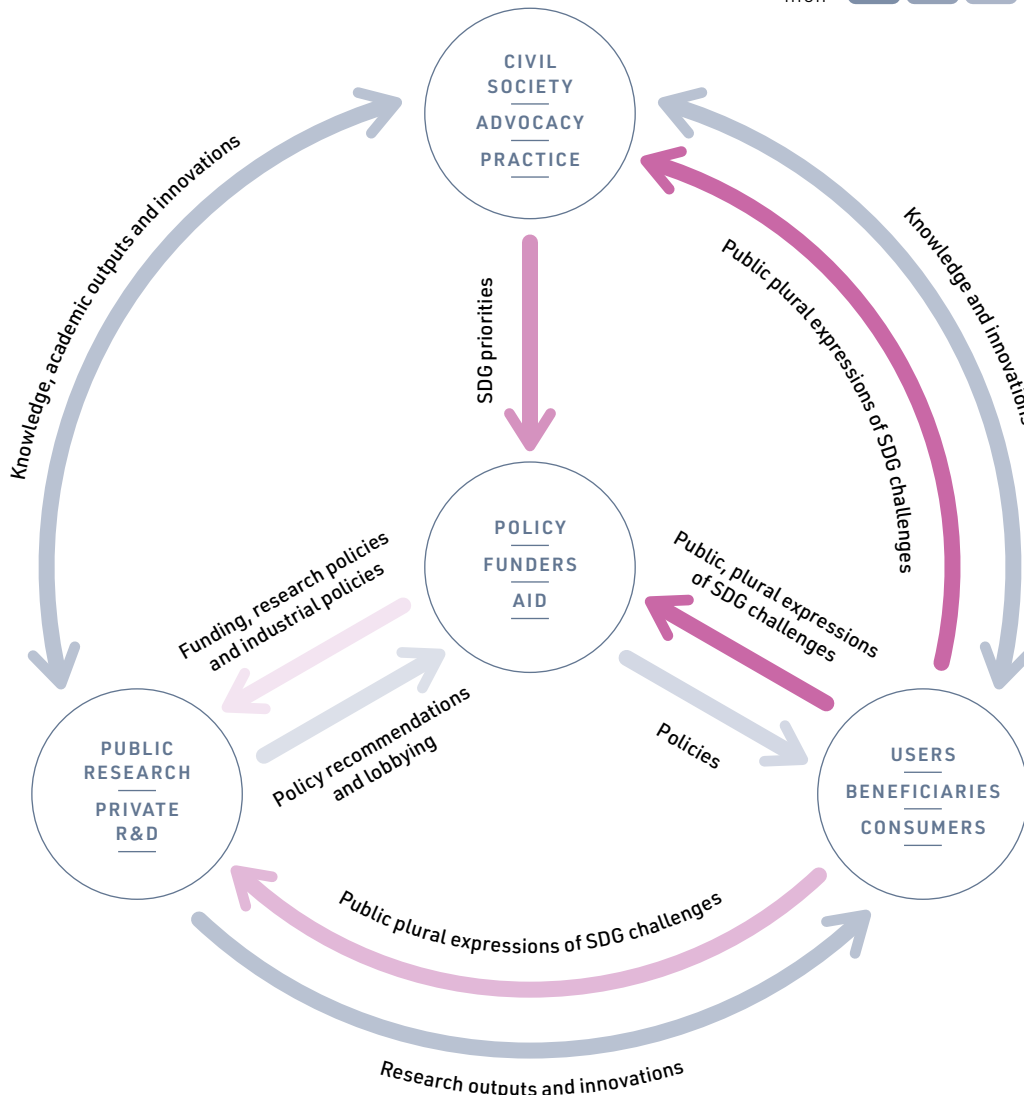 CIVIL
SOCIETY
ADVOCACY
PRACTICE
Knowledge, academic outputs and innovations
Knowledge and innovations
Public plural expressions of SDG challenges
SDG priorities
POLICY
FUNDERS
AID
Funding, research policies
and industrial policies
Public, plural expressions
of SDG challenges
Policy recommendations
and lobbying
Policies
PUBLIC
RESEARCH
PRIVATE
R&D
USERS
BENEFICIARIES
CONSUMERS
Public plural expressions of SDG challenges
Research outputs and innovations